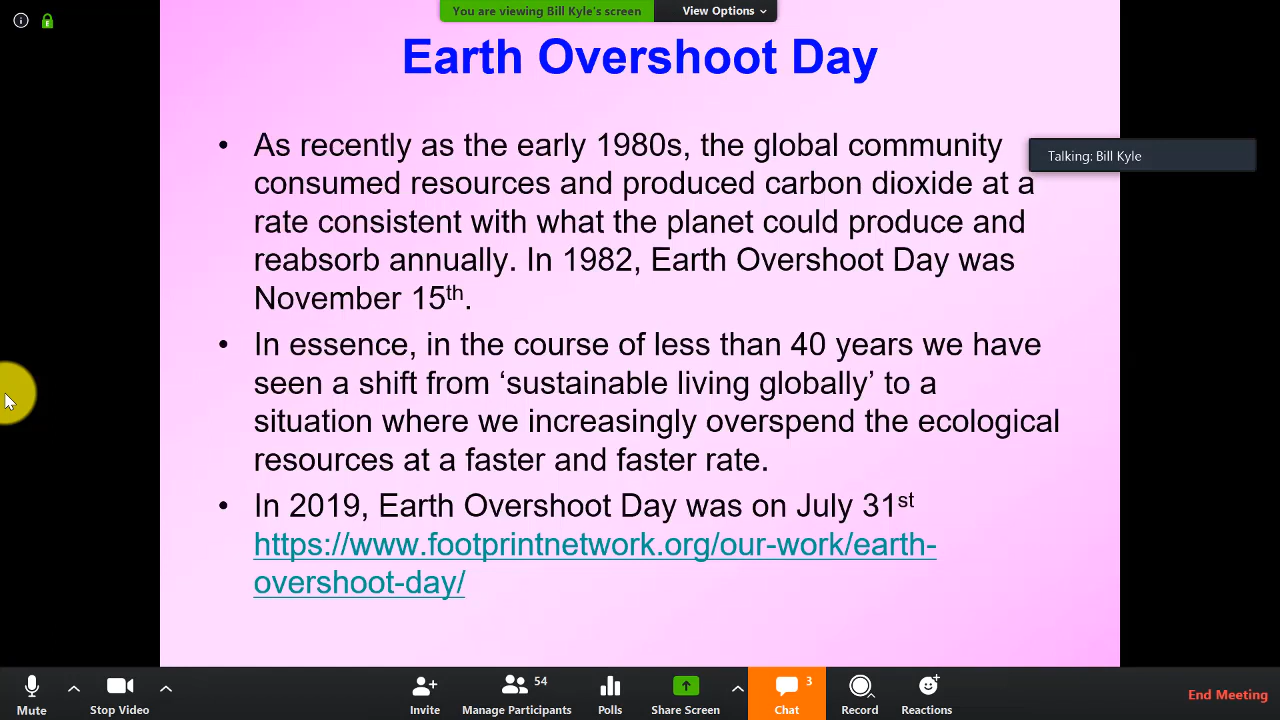 You are viewing Bill Kyle's screen
View Options
Earth Overshoot Day
• As recently as the early 1980s, the global community
Talking: Bill Kyle
consumed resources and produced carbon dioxide at a
rate consistent with what the planet could produce and
reabsorb annually. In 1982, Earth Overshoot Day was
November 15th.
• In essence, in the course of less than 40 years we have
seen a shift from ‘sustainable living globally’ to a
situation where we increasingly overspend the ecological
resources at a faster and faster rate.
• In 2019, Earth Overshoot Day was on July 31st
https://www.footprintnetwork.org/our-work/earth-
overshoot-day/
54
3
Mute
Stop Video
Invite
Manage Participants
Polls
Share Screen
Chat
Record
Reactions
End Meeting